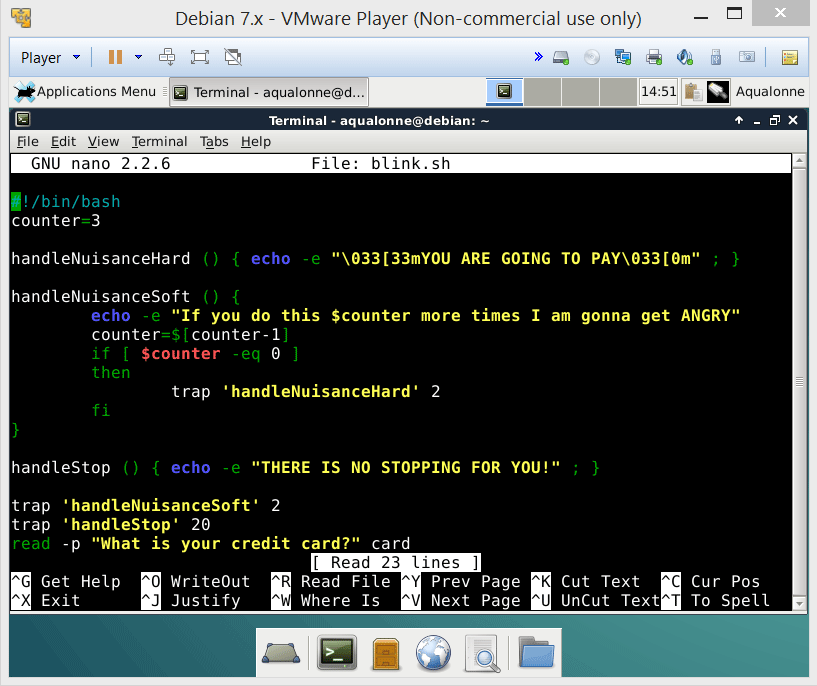 Debian 7.x - VMware Player (Non-commercial use only)
Player
Applications Menu
Terminal - aqualonne@d...
14:51
Aqualonne
Terminal - aqualonne@debian: ~
File Edit View Terminal Tabs Help
GNU nano 2.2.6 File: blink.sh
#!/bin/bash
counter=3
handleNuisanceHard () { echo -e "\033[33mYOU ARE GOING TO PAY\033[0m" ; }
handleNuisanceSoft () {
echo -e "If you do this $counter more times I am gonna get ANGRY"
counter=$[counter-1]
if [ $counter -eq 0 ]
then
trap 'handleNuisanceHard' 2
fi
}
handleStop () { echo -e "THERE IS NO STOPPING FOR YOU!" ; }
trap 'handleNuisanceSoft' 2
trap 'handleStop' 20
read -p "What is your credit card?" card
[ Read 23 lines ]
^G Get Help ^O WriteOut ^R Read File ^Y Prev Page ^K Cut Text ^C Cur Pos
^X Exit ^J Justify ^W Where Is ^V Next Page ^U UnCut Text ^T To Spell